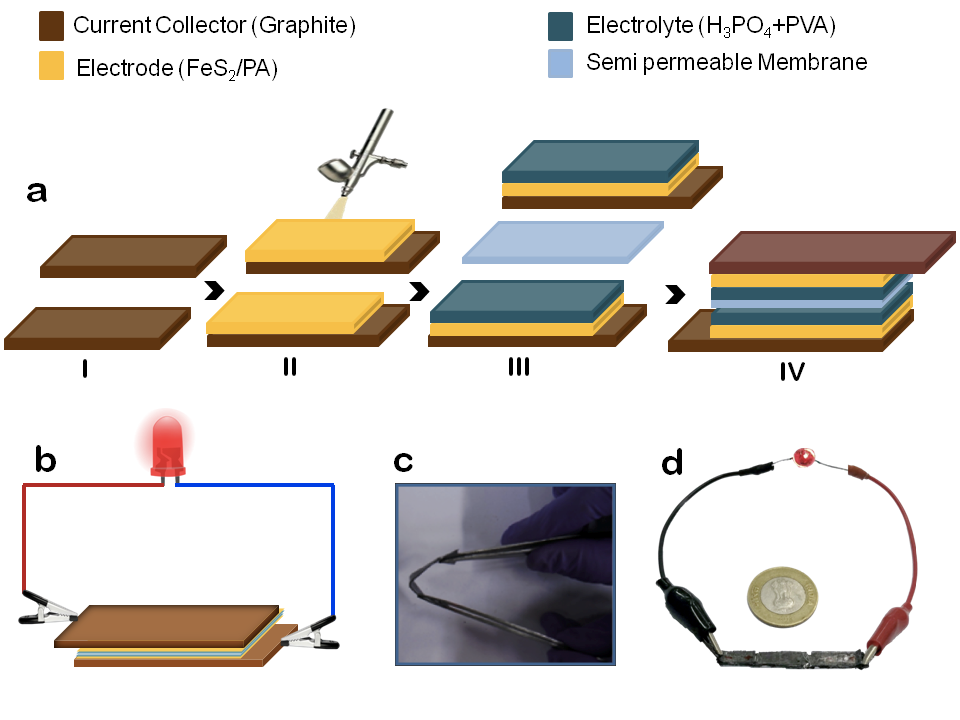 Current Collector (Graphite)
Electrolyte (H₃PO₄+PVA)
Electrode (FeS₂/PA)
Semi permeable Membrane
a
I
II
III
IV
b
c
d